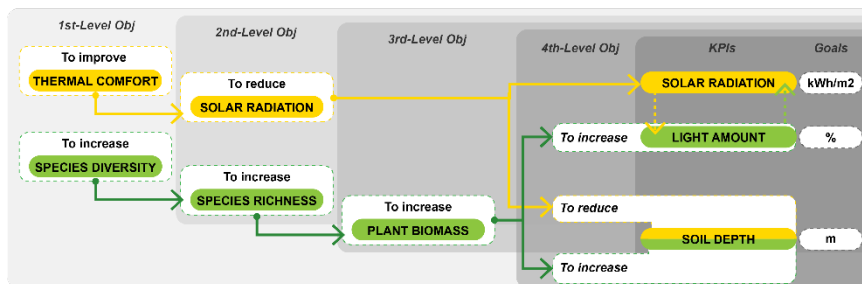 1st-Level Obj
2nd-Level Obj
3rd-Level Obj
4th-Level Obj
KPIs
Goals
To improve
THERMAL COMFORT
To reduce
SOLAR RADIATION
SOLAR RADIATION
kWh/m2
To increase
SPECIES DIVERSITY
To increase
LIGHT AMOUNT
%
To increase
SPECIES RICHNESS
To increase
PLANT BIOMASS
To reduce
SOIL DEPTH
m
To increase